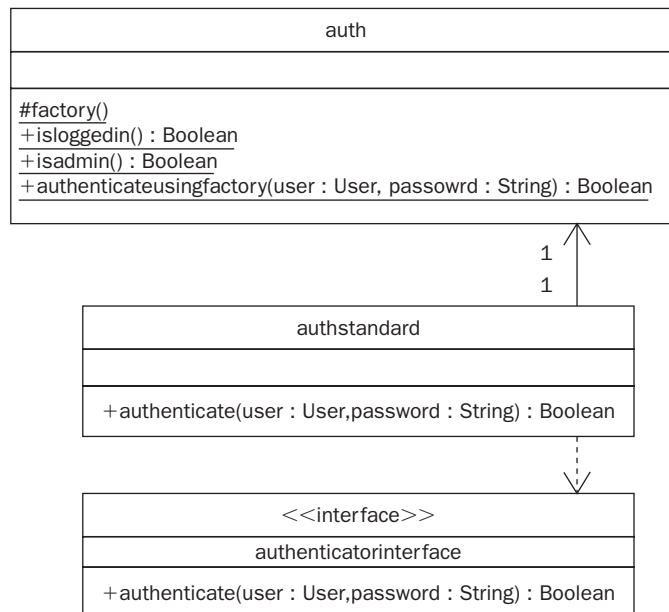 auth
#factory()
+isloggedin() : Boolean
+isadmin() : Boolean
+authenticateusingfactory(user : User, passowrd : String) : Boolean
1
1
authstandard
+authenticate(user : User,password : String) : Boolean
<<interface>>
authenticatorinterface
+authenticate(user : User,password : String) : Boolean